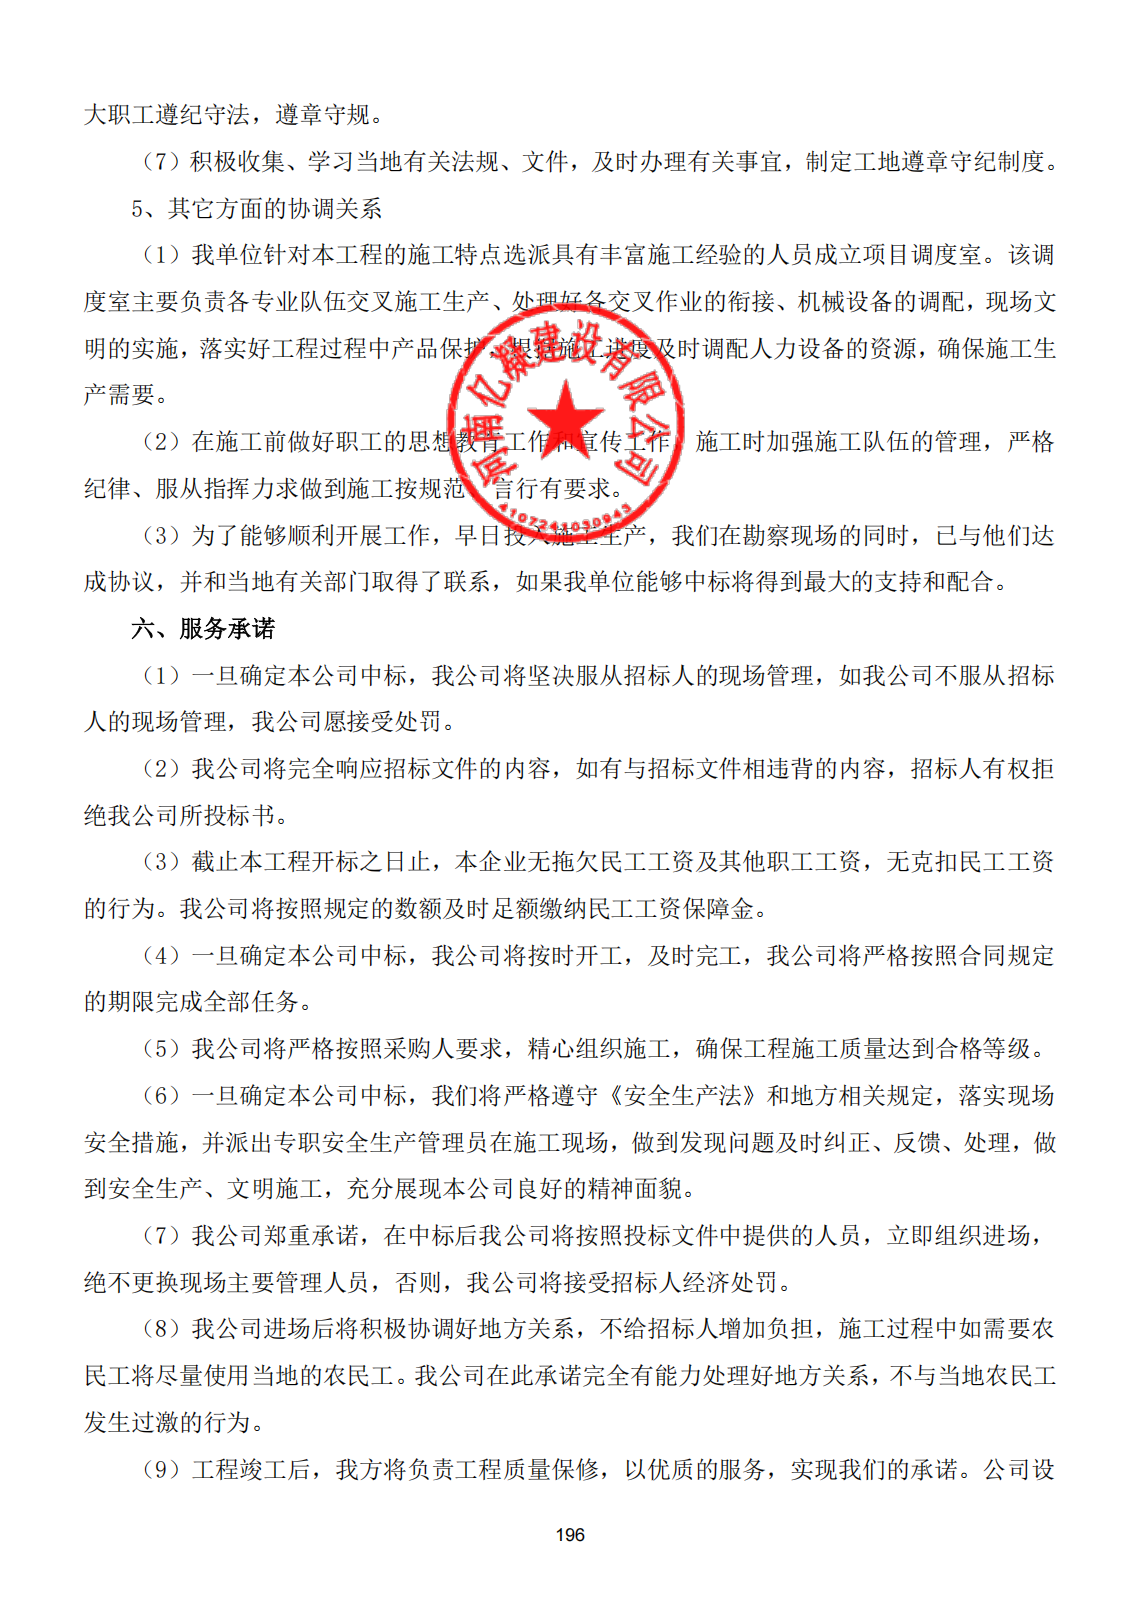 大职工遵纪守法，遵章守规。
（7）积极收集、学习当地有关法规、文件，及时办理有关事宜，制定工地遵章守纪制度。
5、其它方面的协调关系
（1）我单位针对本工程的施工特点选派具有丰富施工经验的人员成立项目调度室。该调
度室主要负责各专业队伍交叉施工生产、处理好各交叉作业的衔接、机械设备的调配，现场文
明的实施，落实好工程过程中产品保护，根据施工进度及时调配人力设备的资源，确保施工生
产需要。
（2）在施工前做好职工的思想教育工作和宣传工作，施工时加强施工队伍的管理，严格
纪律、服从指挥力求做到施工按规范，言行有要求。
（3）为了能够顺利开展工作，早日投入施工生产，我们在勘察现场的同时，已与他们达
成协议，并和当地有关部门取得了联系，如果我单位能够中标将得到最大的支持和配合。
河南亿凝建设有限公司
4107241030943
六、服务承诺
（1）一旦确定本公司中标，我公司将坚决服从招标人的现场管理，如我公司不服从招标
人的现场管理，我公司愿接受处罚。
（2）我公司将完全响应招标文件的内容，如有与招标文件相违背的内容，招标人有权拒
绝我公司所投标书。
（3）截止本工程开标之日止，本企业无拖欠民工工资及其他职工工资，无克扣民工工资
的行为。我公司将按照规定的数额及时足额缴纳民工工资保障金。
（4）一旦确定本公司中标，我公司将按时开工，及时完工，我公司将严格按照合同规定
的期限完成全部任务。
（5）我公司将严格按照采购人要求，精心组织施工，确保工程施工质量达到合格等级。
（6）一旦确定本公司中标，我们将严格遵守《安全生产法》和地方相关规定，落实现场
安全措施，并派出专职安全生产管理员在施工现场，做到发现问题及时纠正、反馈、处理，做
到安全生产、文明施工，充分展现本公司良好的精神面貌。
（7）我公司郑重承诺，在中标后我公司将按照投标文件中提供的人员，立即组织进场，
绝不更换现场主要管理人员，否则，我公司将接受招标人经济处罚。
（8）我公司进场后将积极协调好地方关系，不给招标人增加负担，施工过程中如需要农
民工将尽量使用当地的农民工。我公司在此承诺完全有能力处理好地方关系，不与当地农民工
发生过激的行为。
（9）工程竣工后，我方将负责工程质量保修，以优质的服务，实现我们的承诺。公司设
196